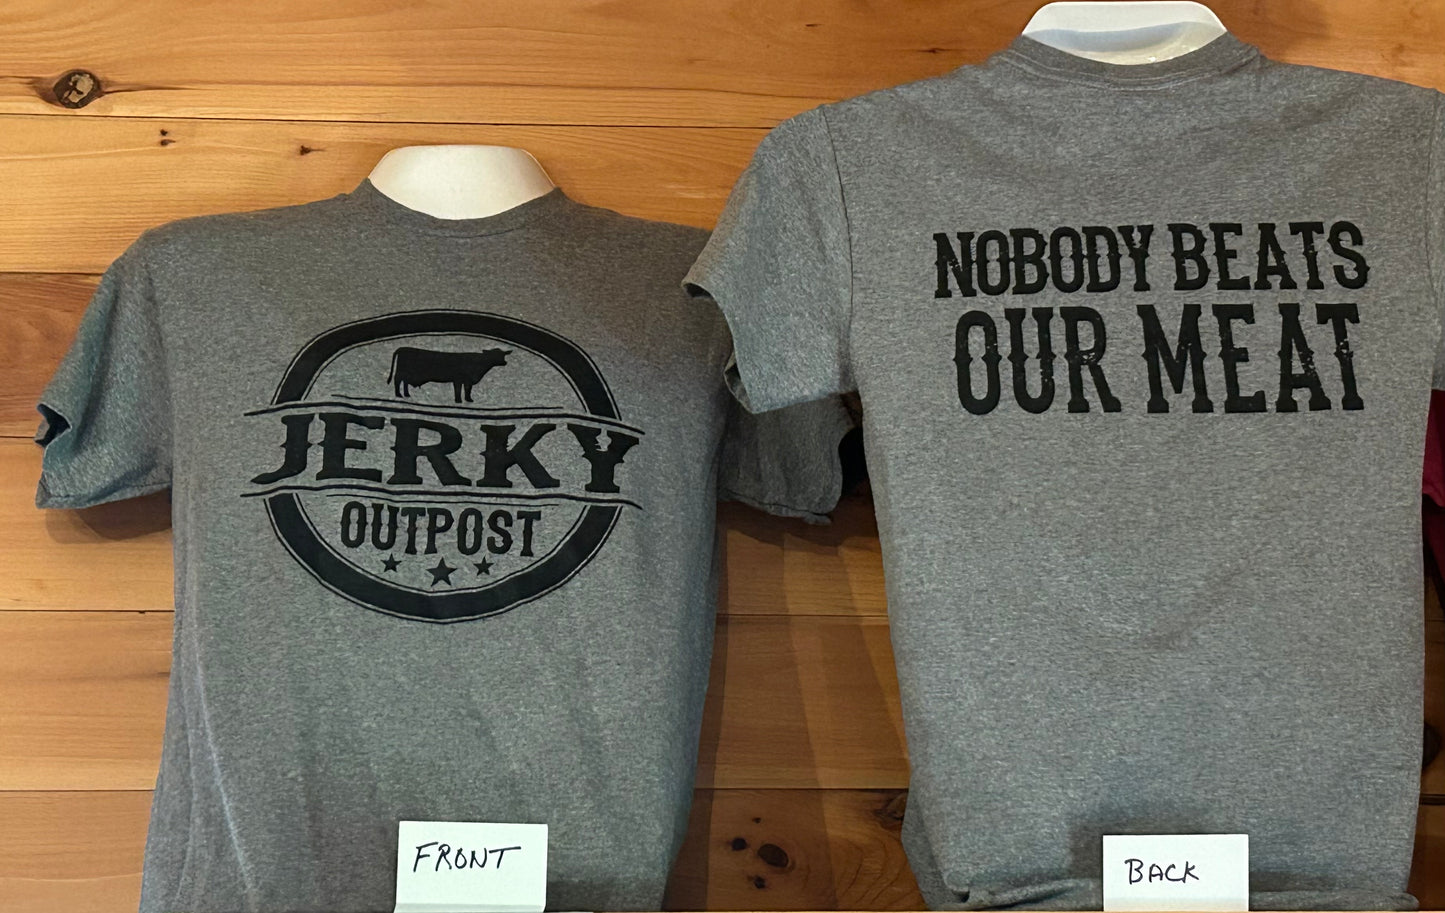 JERKY
OUTPOST
FRONT
NOBODY BEATS
OUR MEAT
BACK